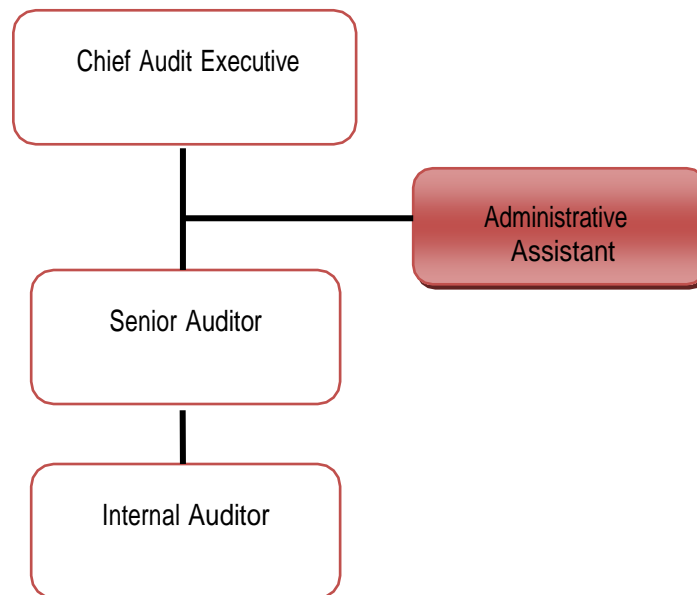 Chief Audit Executive
Administrative
Assistant
Senior Auditor
Internal Auditor